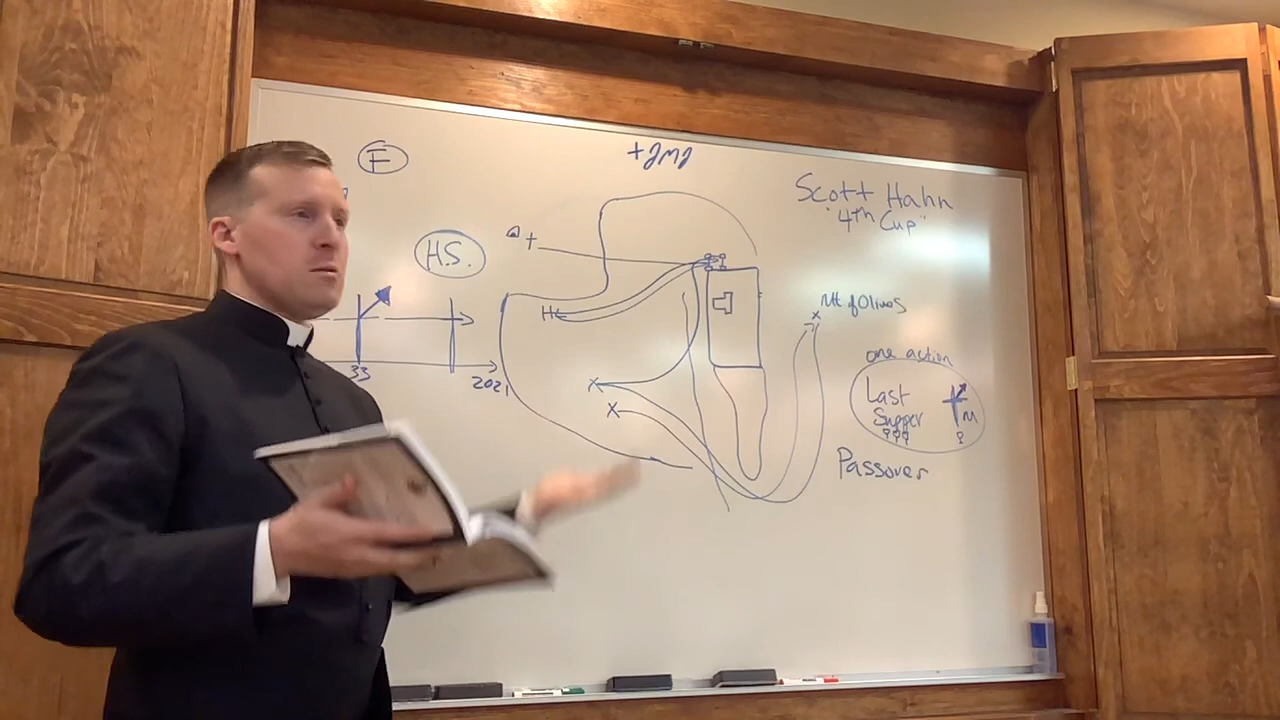 F
+JMJ
Scott Hahn
"4th Cup"
H.S.
Mt of Olives
33
2021
one action
Last
Supper
M
Passover